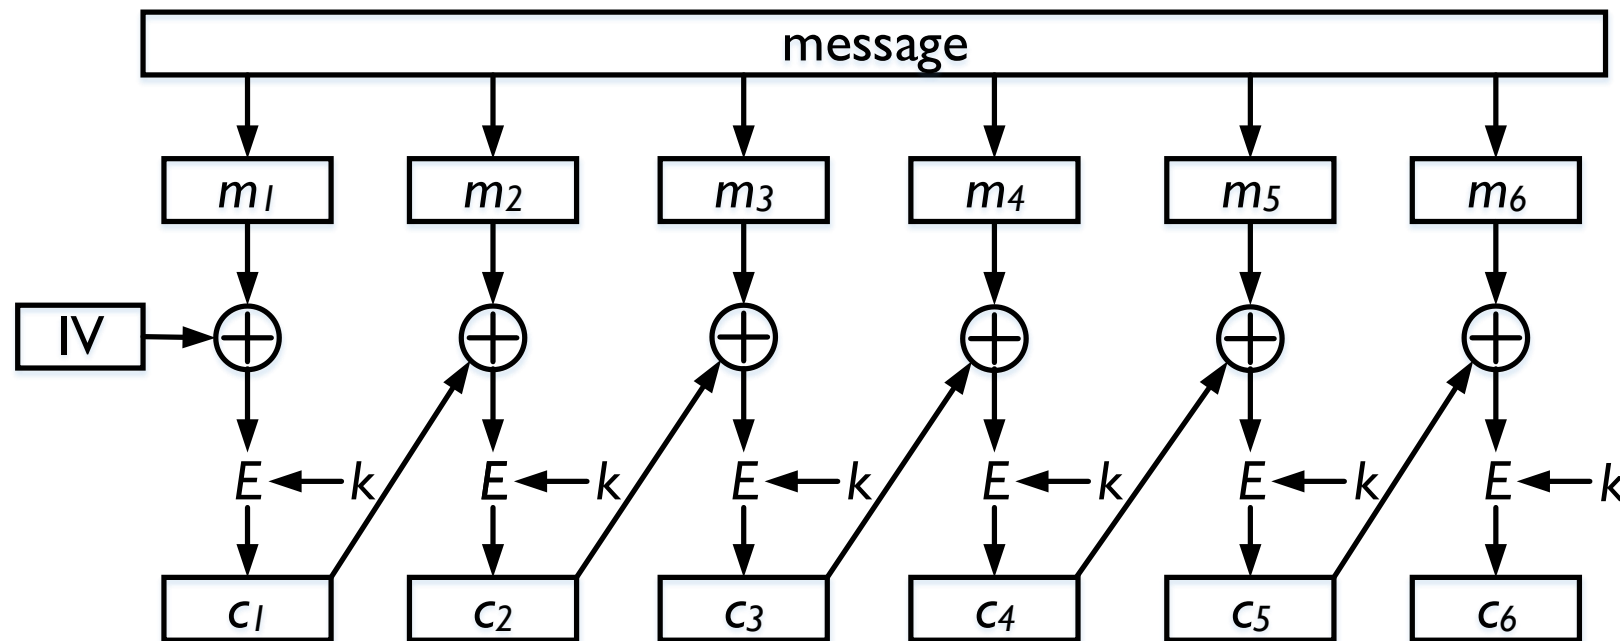 message
m1 m2 m3 m4 m5 m6
IV
E k E k E k E k E k E k
c1 c2 c3 c4 c5 c6